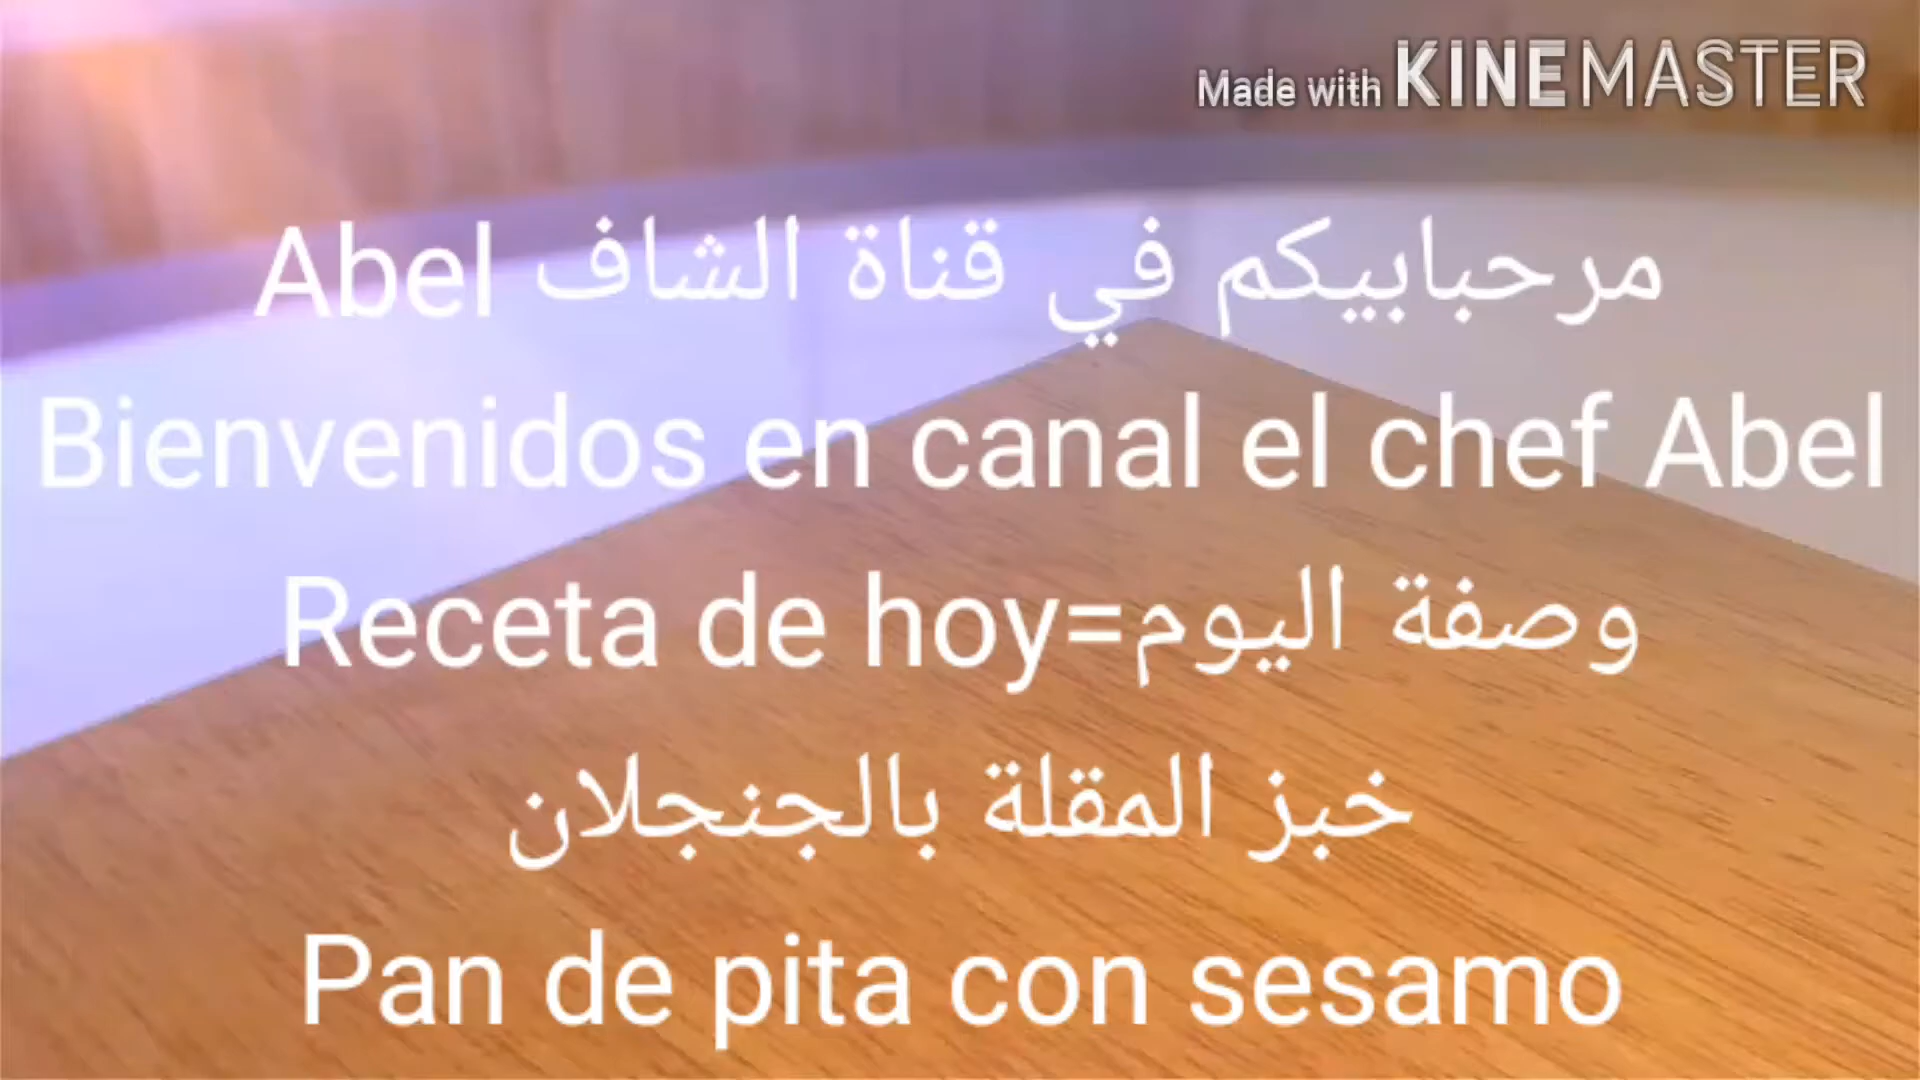 Made with KINEMASTER
مرحبابيكم في قناة الشاف Abel
Bienvenidos en canal el chef Abel
Receta de hoy=وصفة اليوم
خبز المقلة بالجنجلان
Pan de pita con sesamo